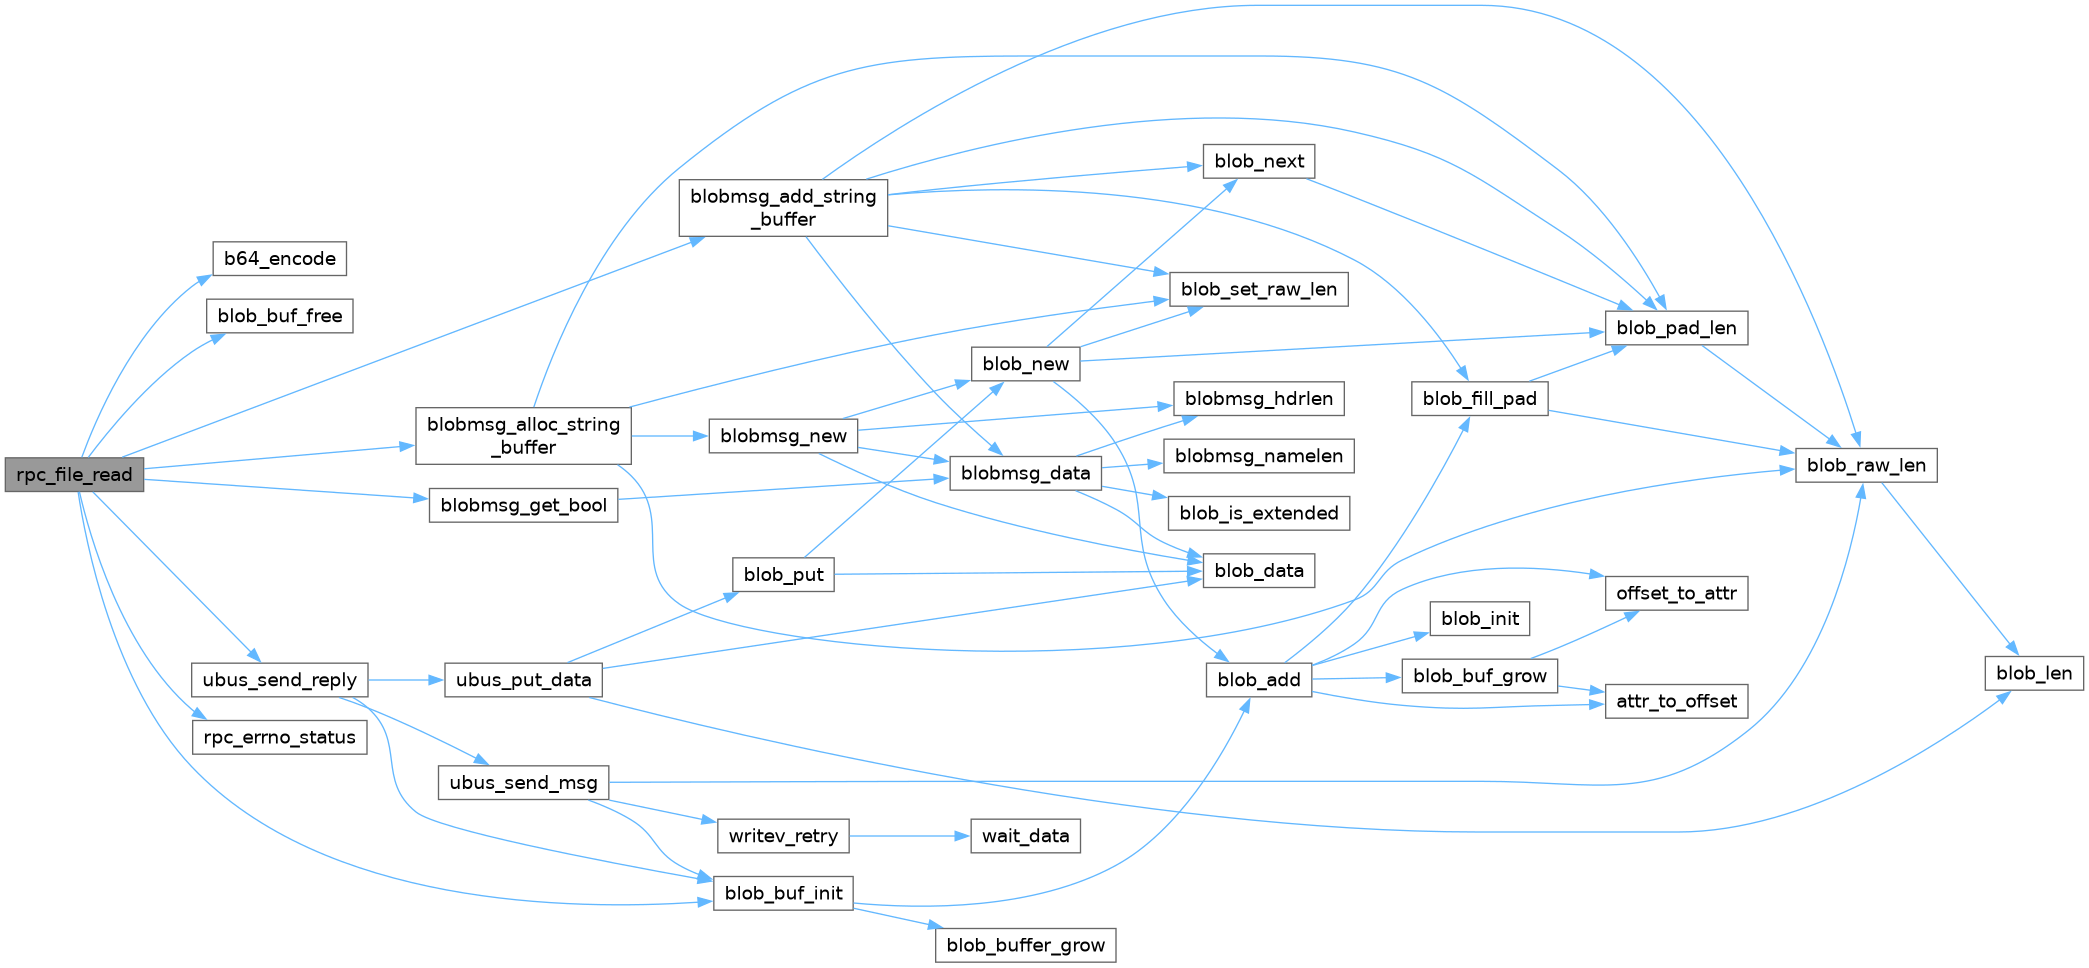 rpc_file_read
b64_encode
blob_buf_free
blobmsg_add_string
_buffer
blobmsg_alloc_string
_buffer
blobmsg_get_bool
ubus_send_reply
rpc_errno_status
blob_buf_init
blobmsg_new
blob_put
ubus_put_data
ubus_send_msg
writev_retry
wait_data
blob_buffer_grow
blob_next
blob_set_raw_len
blob_new
blobmsg_hdrlen
blobmsg_data
blobmsg_namelen
blob_is_extended
blob_data
blob_add
blob_fill_pad
blob_init
blob_buf_grow
blob_pad_len
offset_to_attr
attr_to_offset
blob_raw_len
blob_len